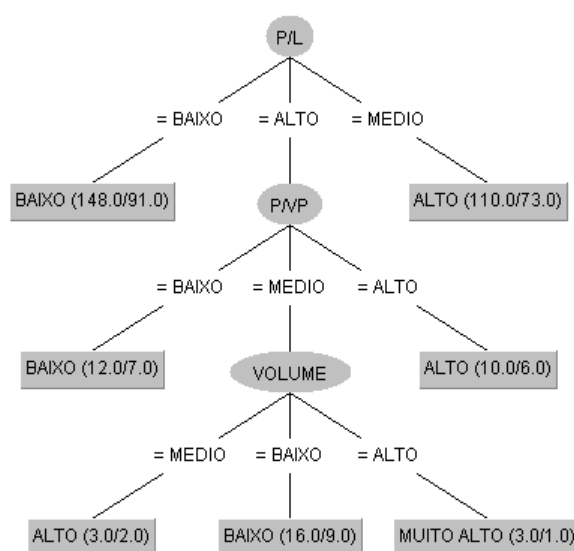 P/L
= BAIXO = ALTO = MEDIO
BAIXO (148.0/91.0) P/VP ALTO (110.0/73.0)
= BAIXO = MEDIO = ALTO
BAIXO (12.0/7.0) VOLUME ALTO (10.0/6.0)
= MEDIO = BAIXO = ALTO
ALTO (3.0/2.0) BAIXO (16.0/9.0) MUITO ALTO (3.0/1.0)